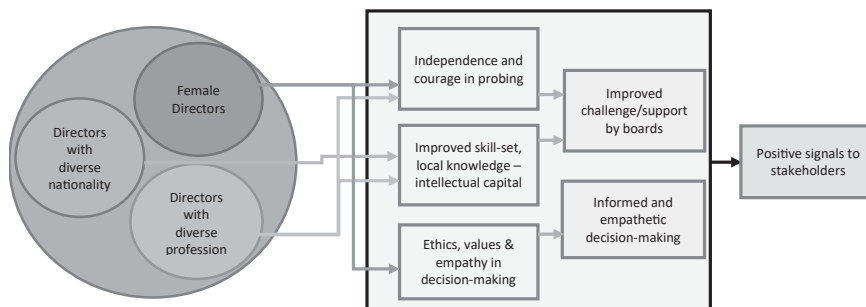 Female
Directors
Directors
with
diverse
nationality
Directors
with
diverse
profession
Independence and
courage in probing
Improved skill-set,
local knowledge –
intellectual capital
Ethics, values &
empathy in
decision-making
Improved
challenge/support
by boards
Informed and
empathetic
decision-making
Positive signals to
stakeholders